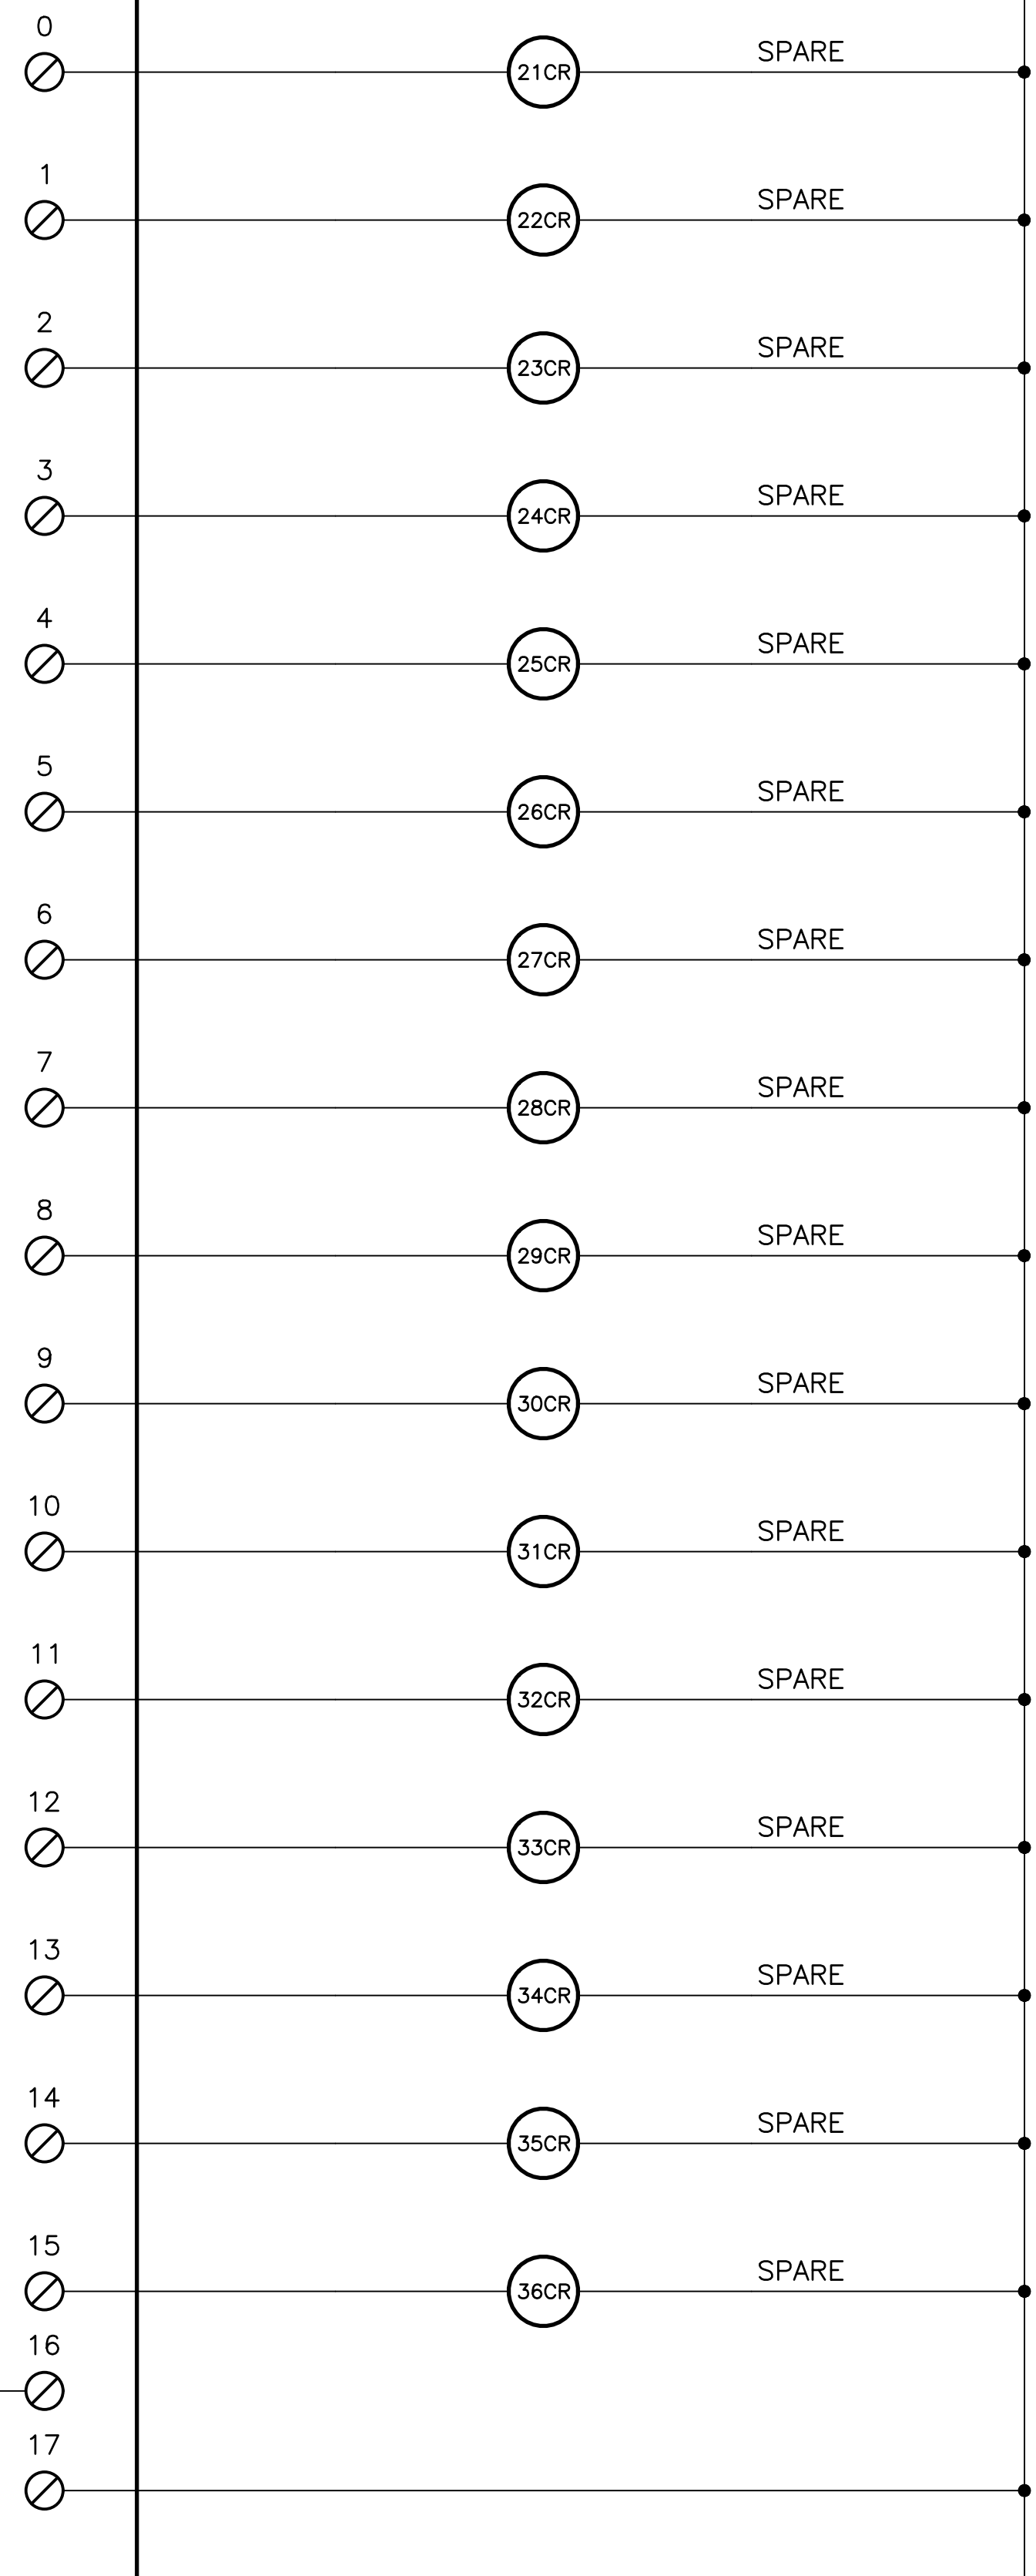 0
21CR SPARE
1
22CR SPARE
2
23CR SPARE
3
24CR SPARE
4
25CR SPARE
5
26CR SPARE
6
27CR SPARE
7
28CR SPARE
8
29CR SPARE
9
30CR SPARE
10
31CR SPARE
11
32CR SPARE
12
33CR SPARE
13
34CR SPARE
14
35CR SPARE
15
36CR SPARE
16
17